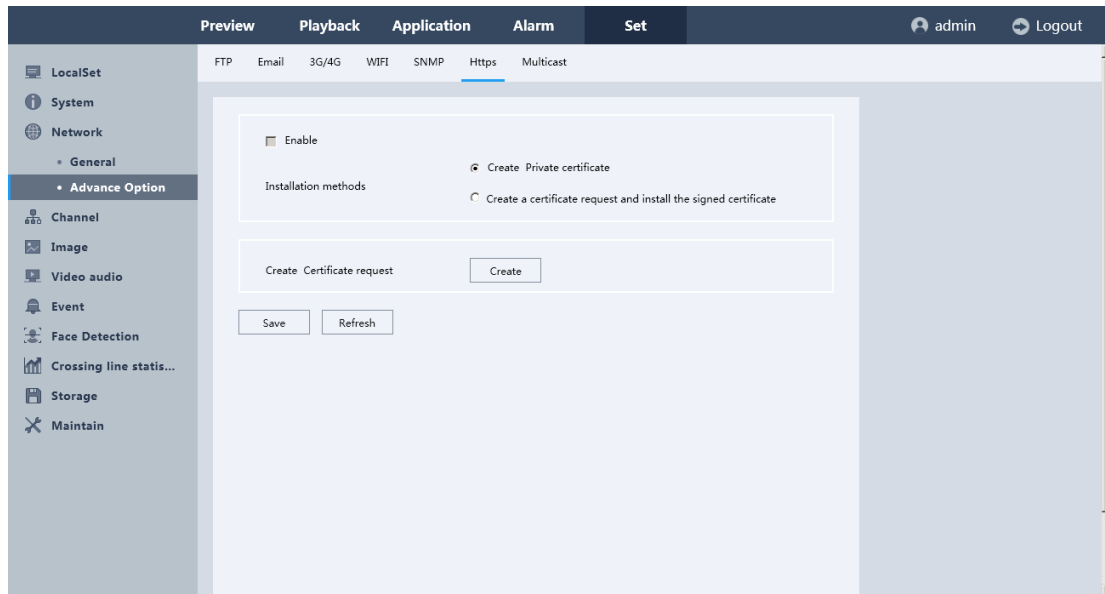 Preview Playback Application Alarm Set admin Logout
FTP Email 3G/4G WIFI SNMP Https Multicast
LocalSet
System
Network
General
Advance Option
Channel
Image
Video audio
Event
Face Detection
Crossing line statis...
Storage
Maintain
Enable
Installation methods
Create Private certificate
Create a certificate request and install the signed certificate
Create Certificate request Create
Save Refresh